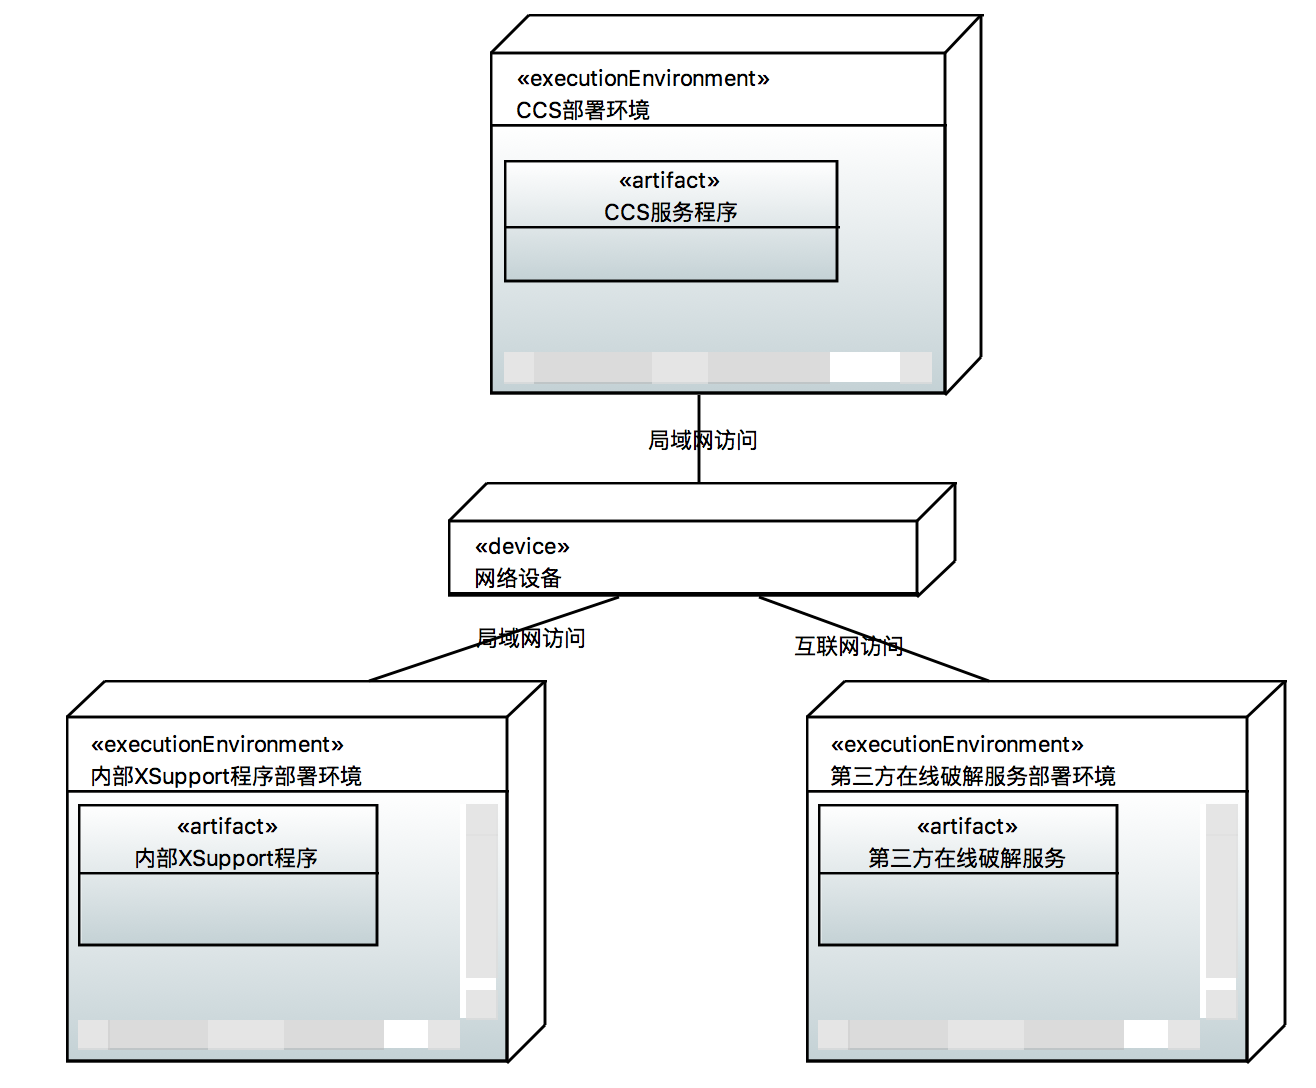 «executionEnvironment»
CCS部署环境
«artifact»
CCS服务程序
局域网访问
«device»
网络设备
局域网访问
互联网访问
«executionEnvironment»
内部XSupport程序部署环境
«artifact»
内部XSupport程序
«executionEnvironment»
第三方在线破解服务部署环境
«artifact»
第三方在线破解服务